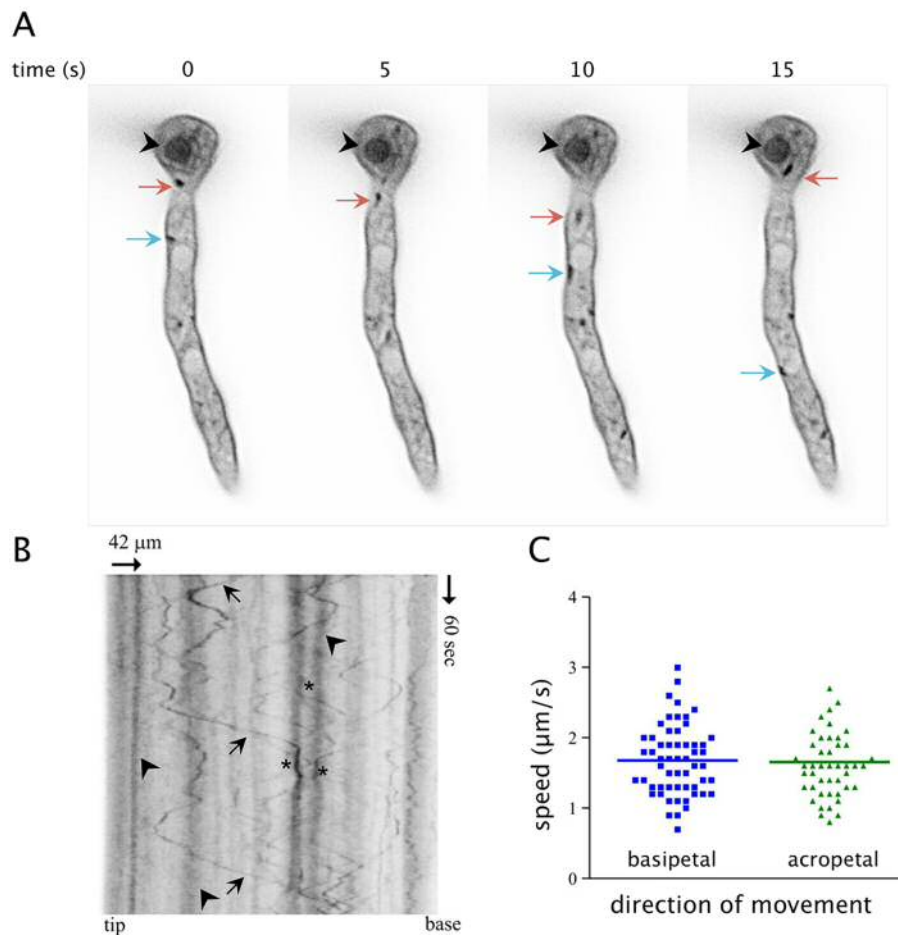 A
time (s) 0 5 10 15
B
42 μm
60 sec
* 
* *
tip base
C
4
3
2
1
0
speed (μm/s)
basipetal acropetal
direction of movement